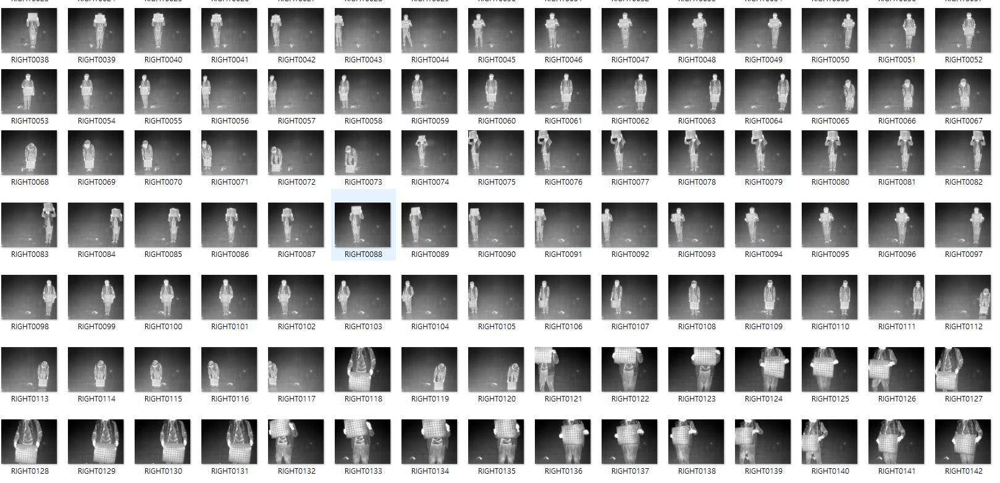 RIGHT0038 RIGHT0039 RIGHT0040 RIGHT0041 RIGHT0042 RIGHT0043 RIGHT0044 RIGHT0045 RIGHT0046 RIGHT0047 RIGHT0048 RIGHT0049 RIGHT0050 RIGHT0051 RIGHT0052
RIGHT0053 RIGHT0054 RIGHT0055 RIGHT0056 RIGHT0057 RIGHT0058 RIGHT0059 RIGHT0060 RIGHT0061 RIGHT0062 RIGHT0063 RIGHT0064 RIGHT0065 RIGHT0066 RIGHT0067
RIGHT0068 RIGHT0069 RIGHT0070 RIGHT0071 RIGHT0072 RIGHT0073 RIGHT0074 RIGHT0075 RIGHT0076 RIGHT0077 RIGHT0078 RIGHT0079 RIGHT0080 RIGHT0081 RIGHT0082
RIGHT0083 RIGHT0084 RIGHT0085 RIGHT0086 RIGHT0087 RIGHT0088 RIGHT0089 RIGHT0090 RIGHT0091 RIGHT0092 RIGHT0093 RIGHT0094 RIGHT0095 RIGHT0096 RIGHT0097
RIGHT0098 RIGHT0099 RIGHT0100 RIGHT0101 RIGHT0102 RIGHT0103 RIGHT0104 RIGHT0105 RIGHT0106 RIGHT0107 RIGHT0108 RIGHT0109 RIGHT0110 RIGHT0111 RIGHT0112
RIGHT0113 RIGHT0114 RIGHT0115 RIGHT0116 RIGHT0117 RIGHT0118 RIGHT0119 RIGHT0120 RIGHT0121 RIGHT0122 RIGHT0123 RIGHT0124 RIGHT0125 RIGHT0126 RIGHT0127
RIGHT0128 RIGHT0129 RIGHT0130 RIGHT0131 RIGHT0132 RIGHT0133 RIGHT0134 RIGHT0135 RIGHT0136 RIGHT0137 RIGHT0138 RIGHT0139 RIGHT0140 RIGHT0141 RIGHT0142